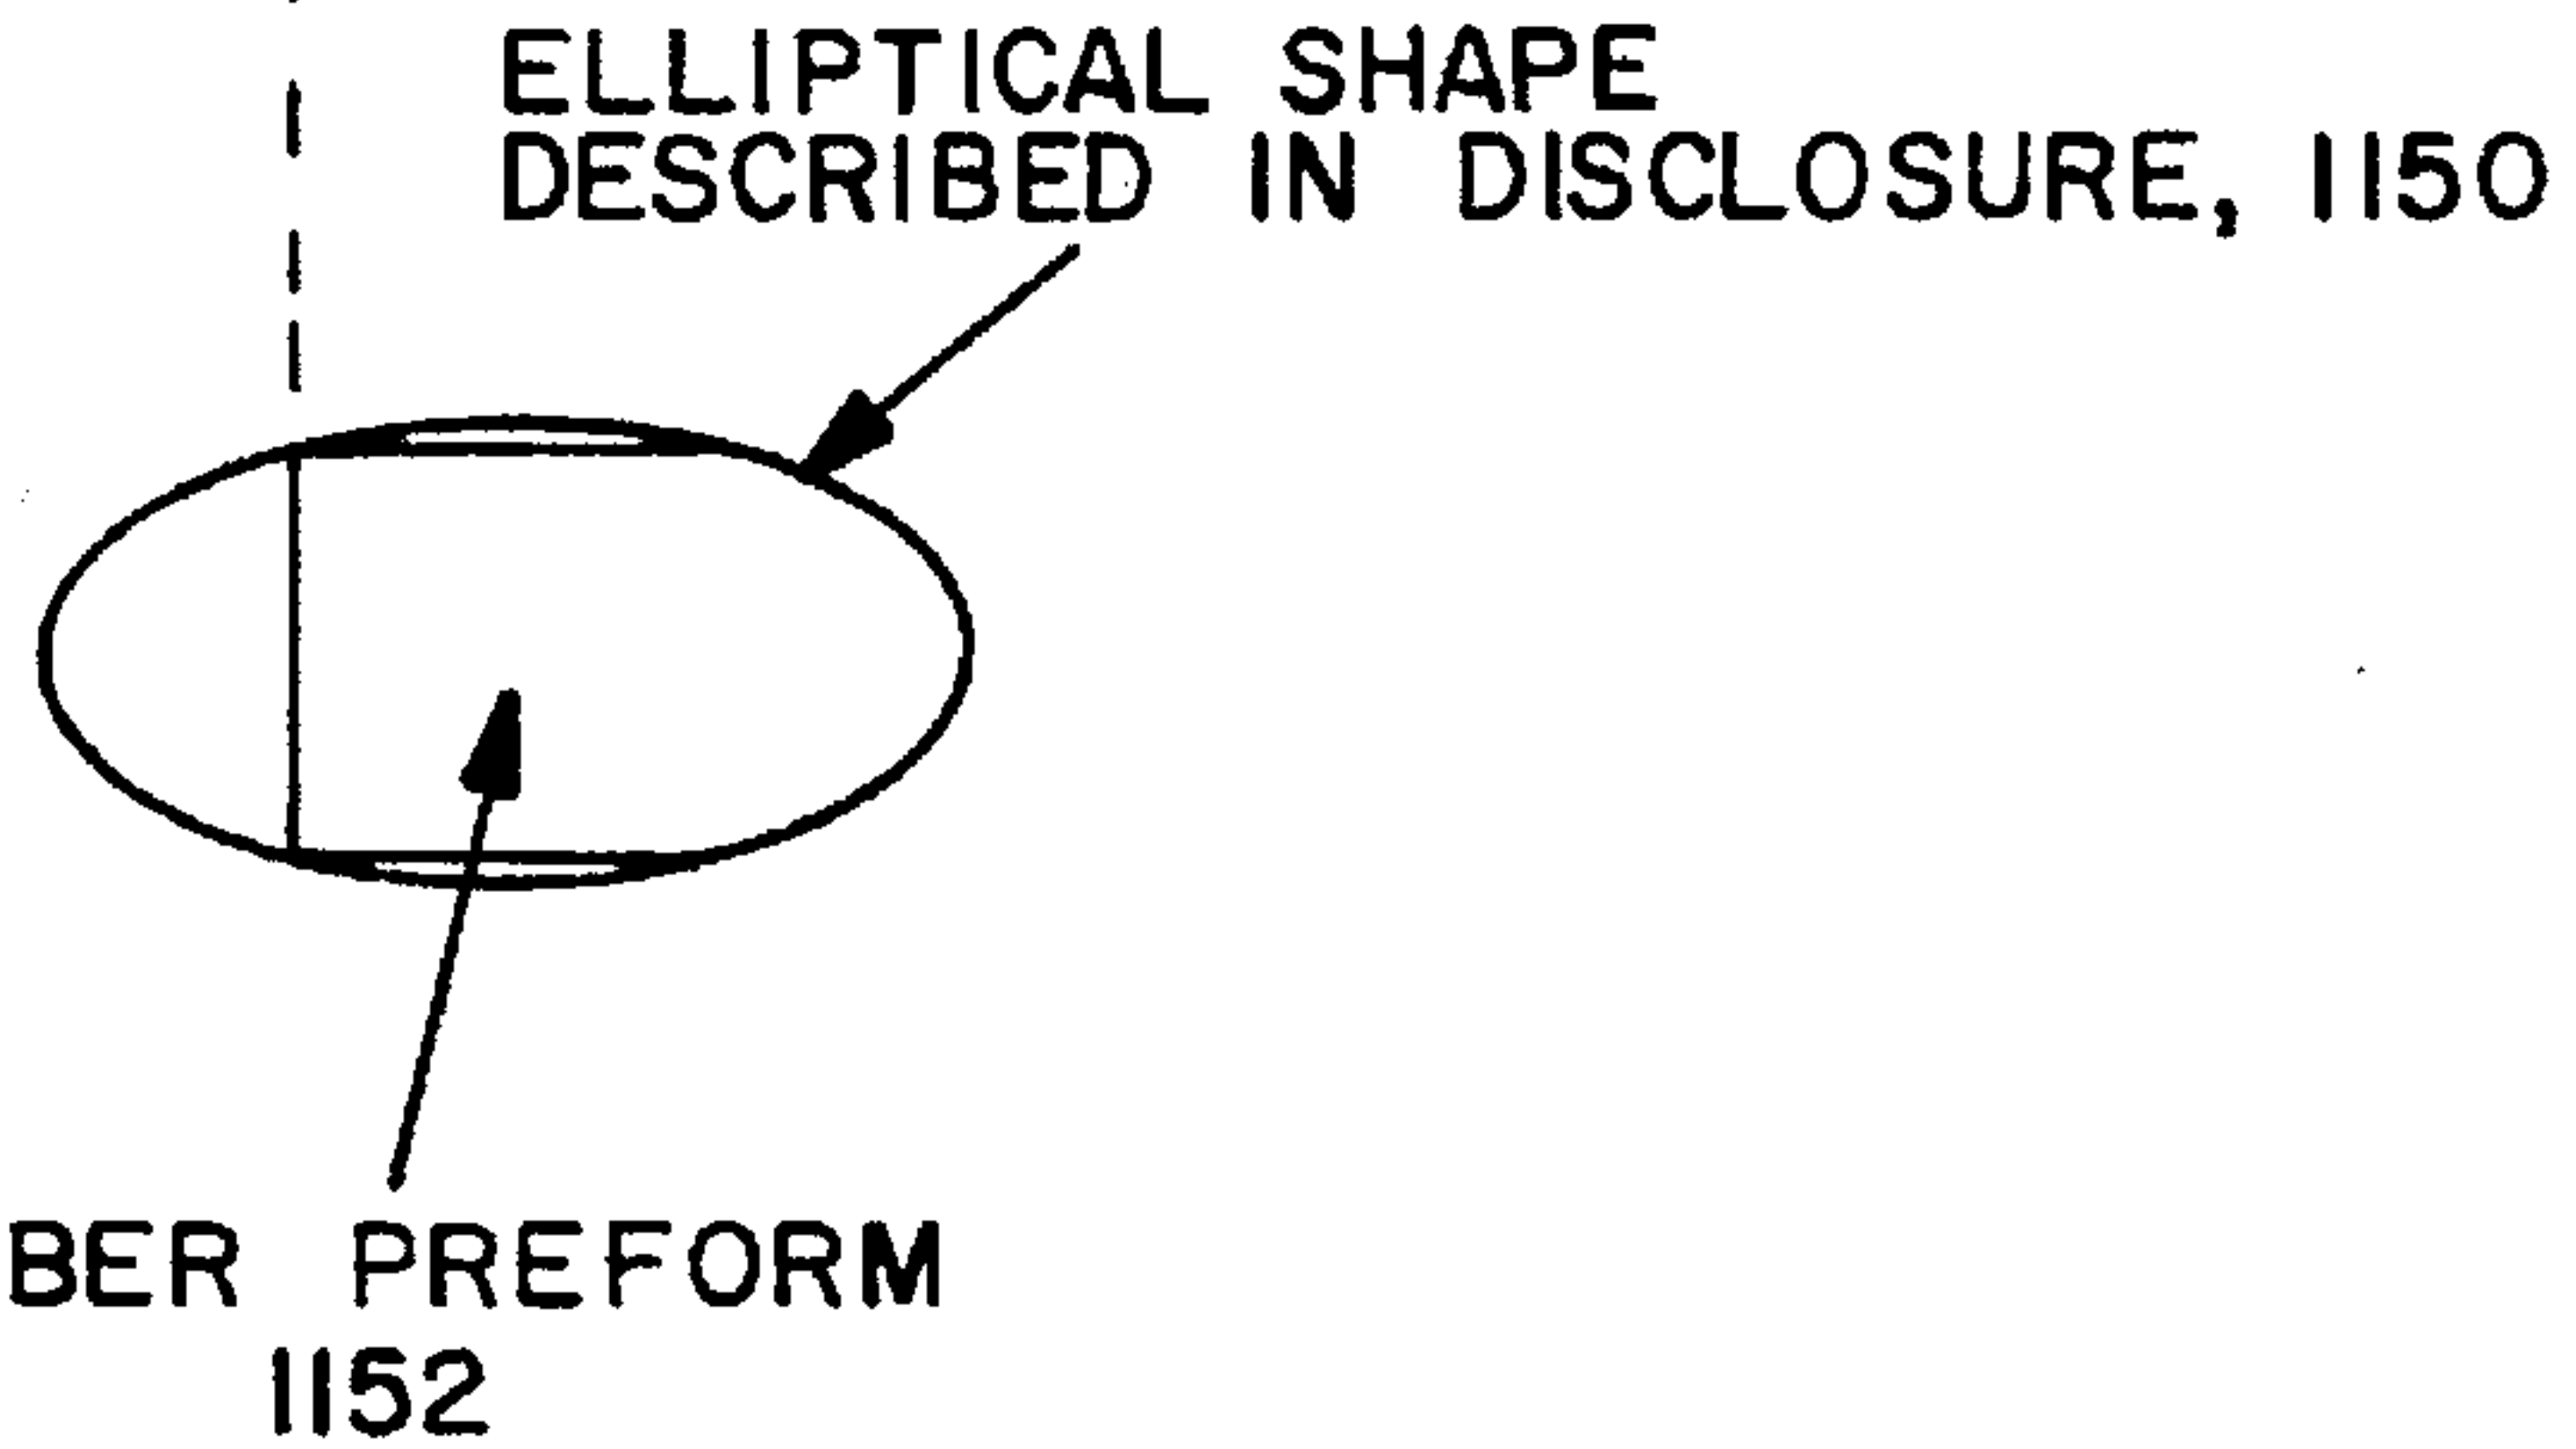 ELLIPTICAL SHAPE
DESCRIBED IN DISCLOSURE, 1150
BER PREFORM
1152